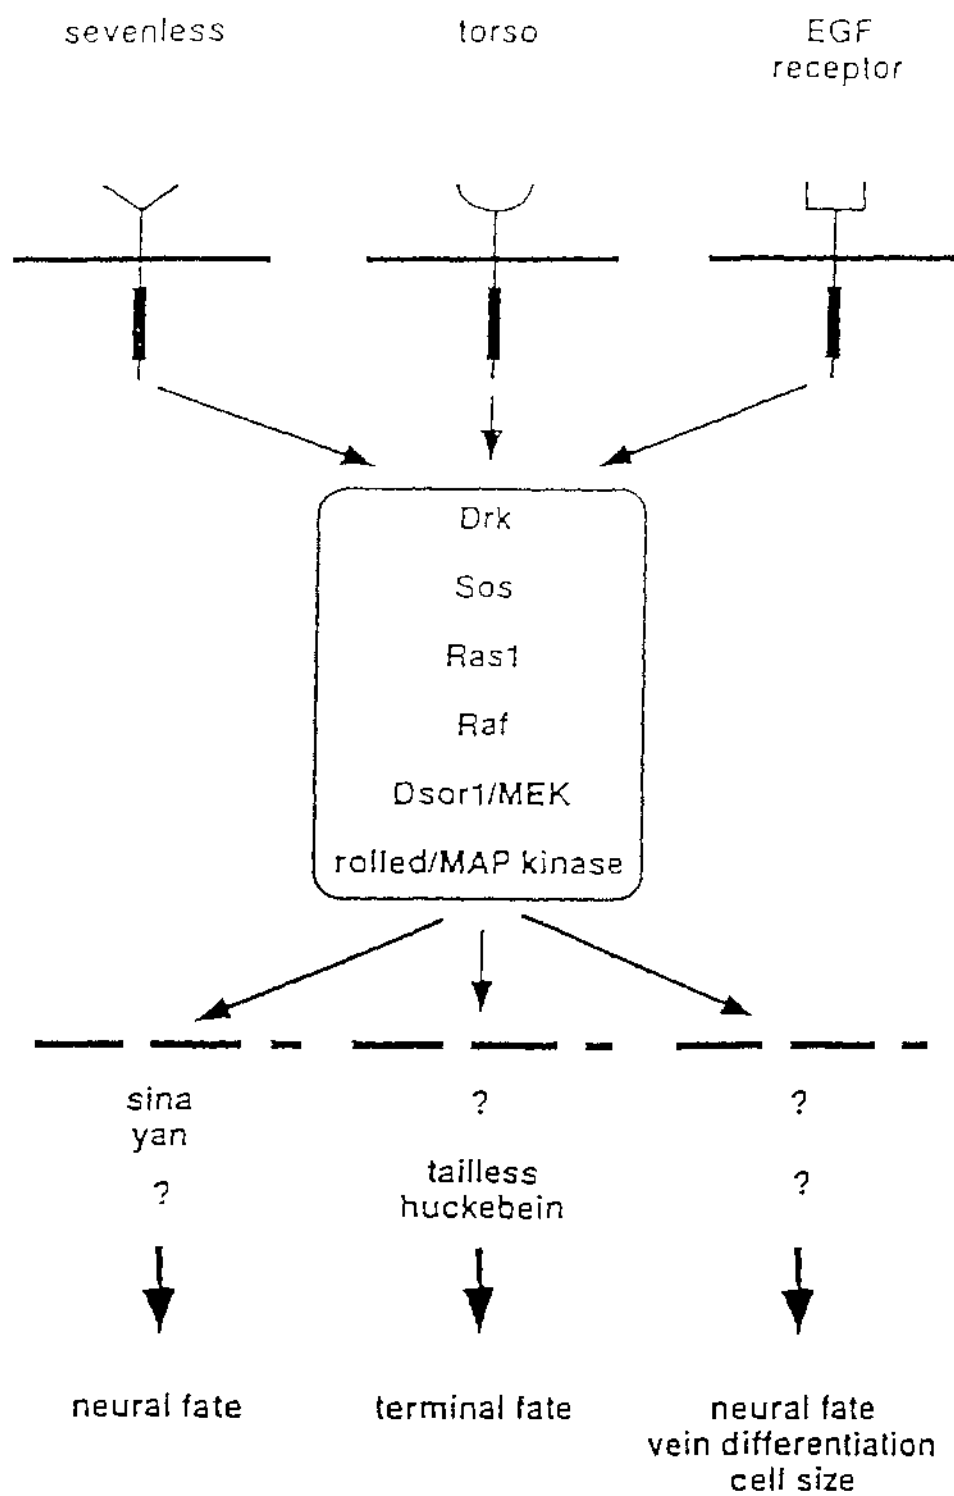 sevenless
torso
EGF
receptor
Drk
Sos
Ras1
Raf
Dsor1/MEK
rolled/MAP kinase
sina
yan
?
?
tailless
huckebein
?
?
neural fate
terminal fate
neural fate
vein differentiation
cell size